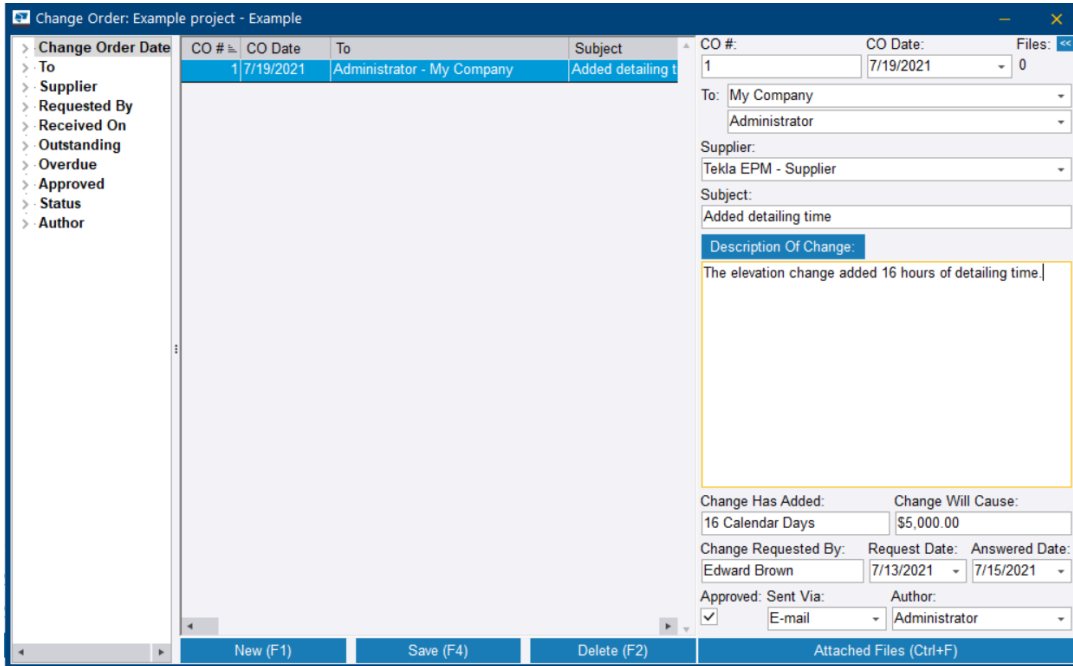 Change Order: Example project - Example
Change Order Date
To
Supplier
Requested By
Received On
Outstanding
Overdue
Approved
Status
Author
CO # CO Date To Subject
1 7/19/2021 Administrator - My Company Added detailing t
CO #: CO Date: Files: <<
1 7/19/2021 0
To: My Company
Administrator
Supplier:
Tekla EPM - Supplier
Subject:
Added detailing time
Description Of Change:
The elevation change added 16 hours of detailing time.
Change Has Added: Change Will Cause:
16 Calendar Days $5,000.00
Change Requested By: Request Date: Answered Date:
Edward Brown 7/13/2021 7/15/2021
Approved: Sent Via: Author:
E-mail Administrator
New (F1) Save (F4) Delete (F2) Attached Files (Ctrl+F)